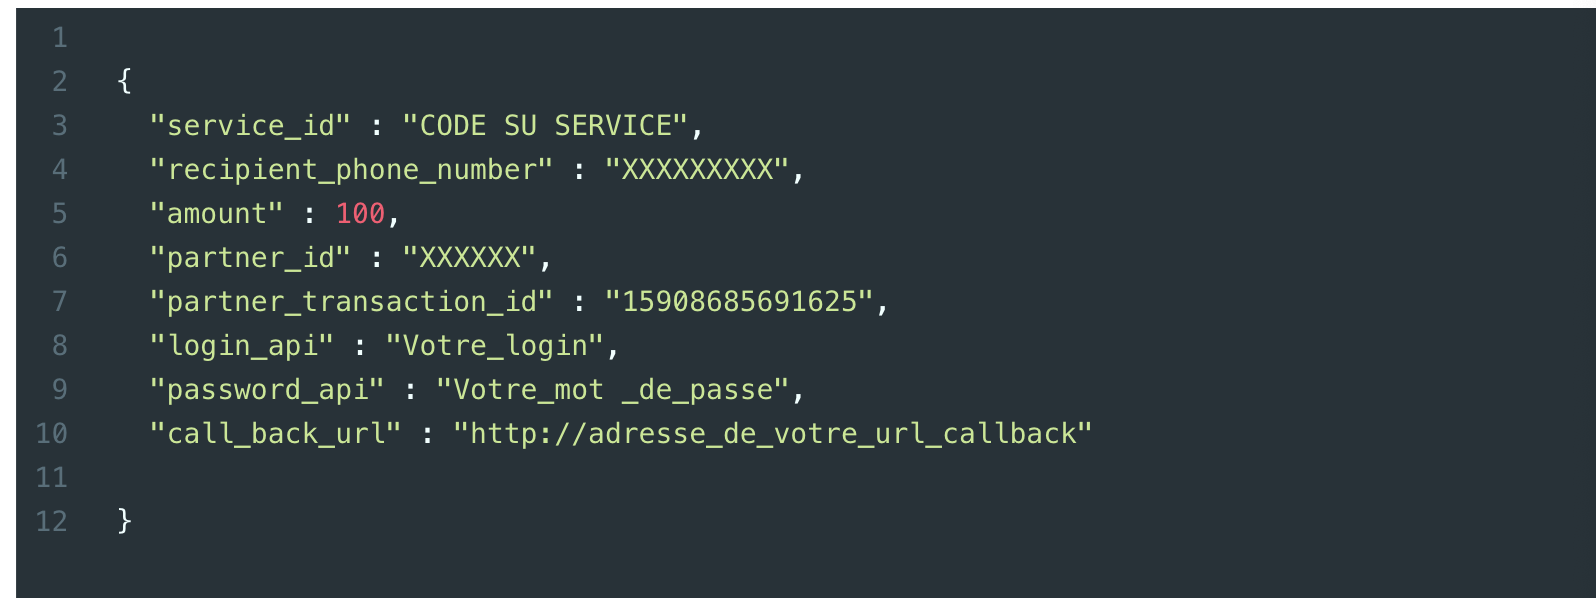 1
2 {
3 "service_id" : "CODE SU SERVICE",
4 "recipient_phone_number" : "XXXXXXXXX",
5 "amount" : 100,
6 "partner_id" : "XXXXXX",
7 "partner_transaction_id" : "15908685691625",
8 "login_api" : "Votre_login",
9 "password_api" : "Votre_mot _de_passe",
10 "call_back_url" : "http://adresse_de_votre_url_callback"
11
12 }